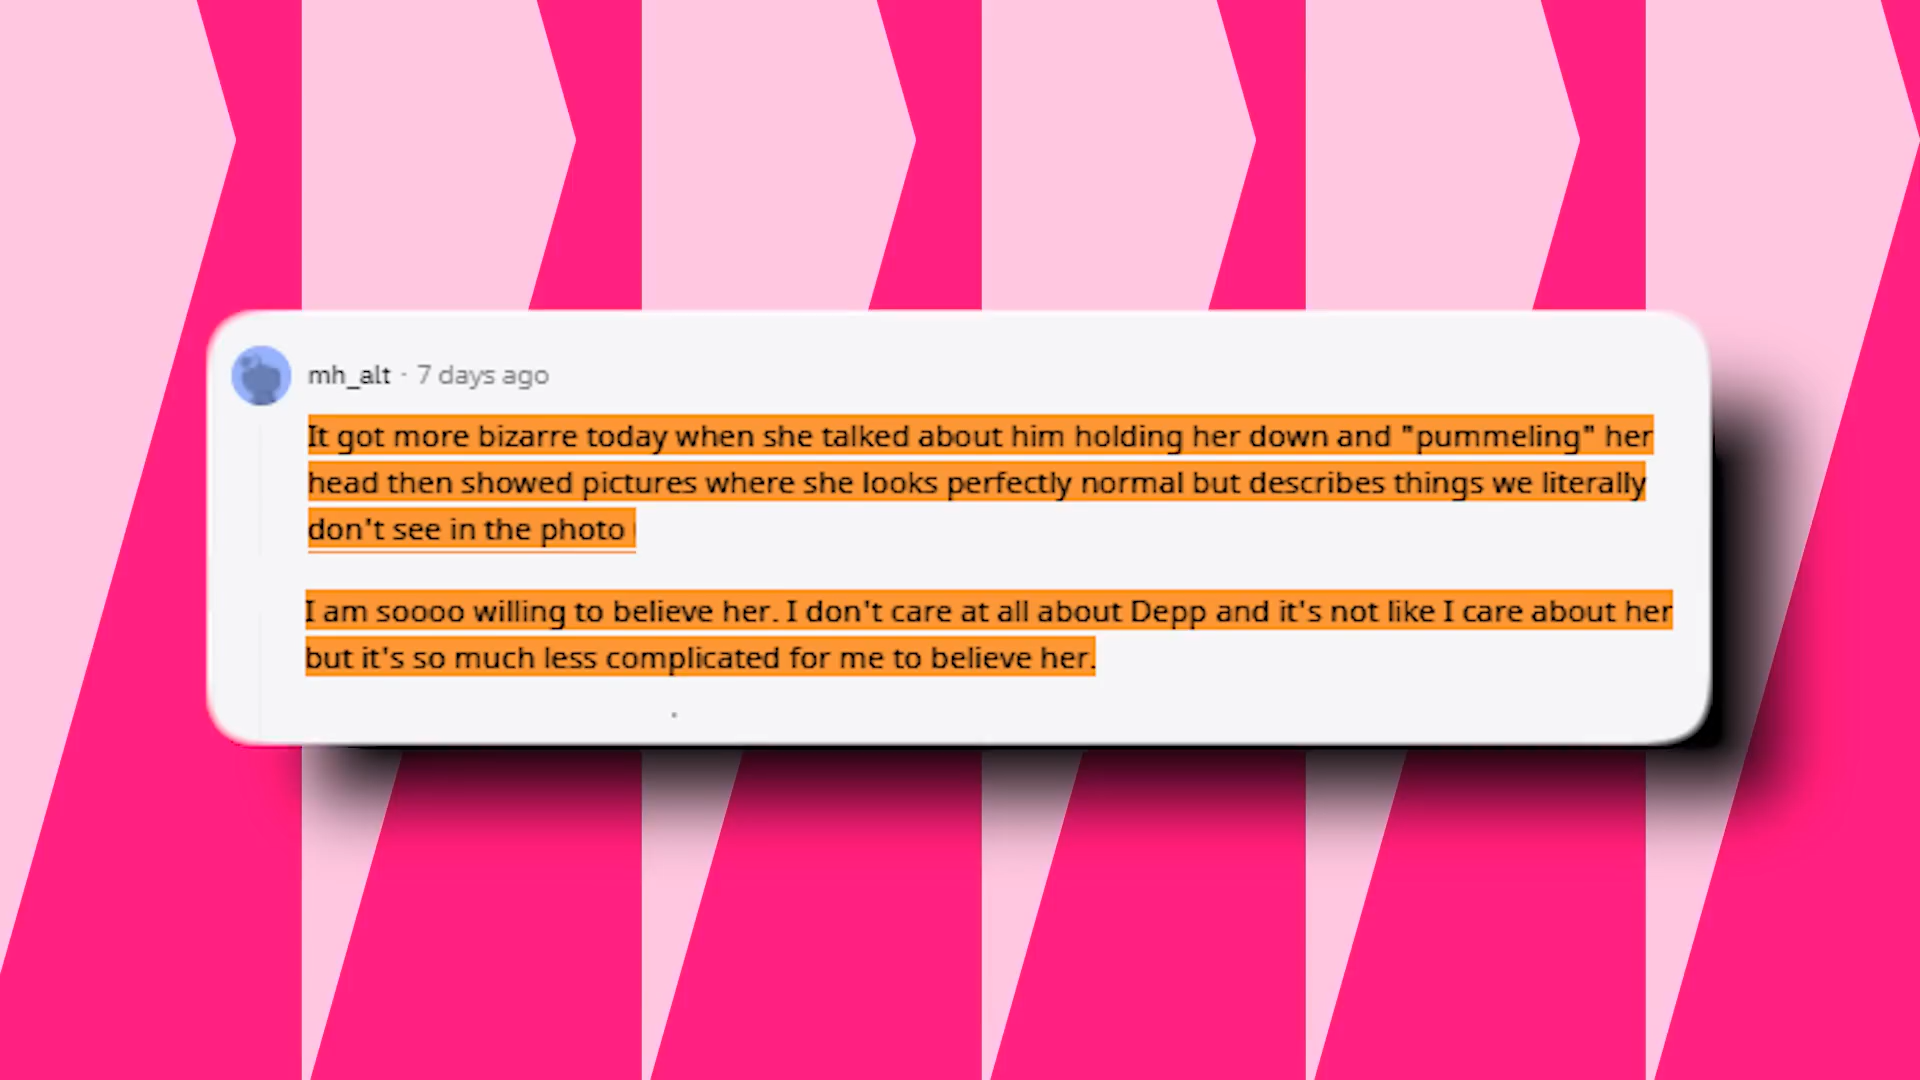 mh_alt · 7 days ago
It got more bizarre today when she talked about him holding her down and "pummeling" her
head then showed pictures where she looks perfectly normal but describes things we literally
don't see in the photo
I am soooo willing to believe her. I don't care at all about Depp and it's not like I care about her
but it's so much less complicated for me to believe her.